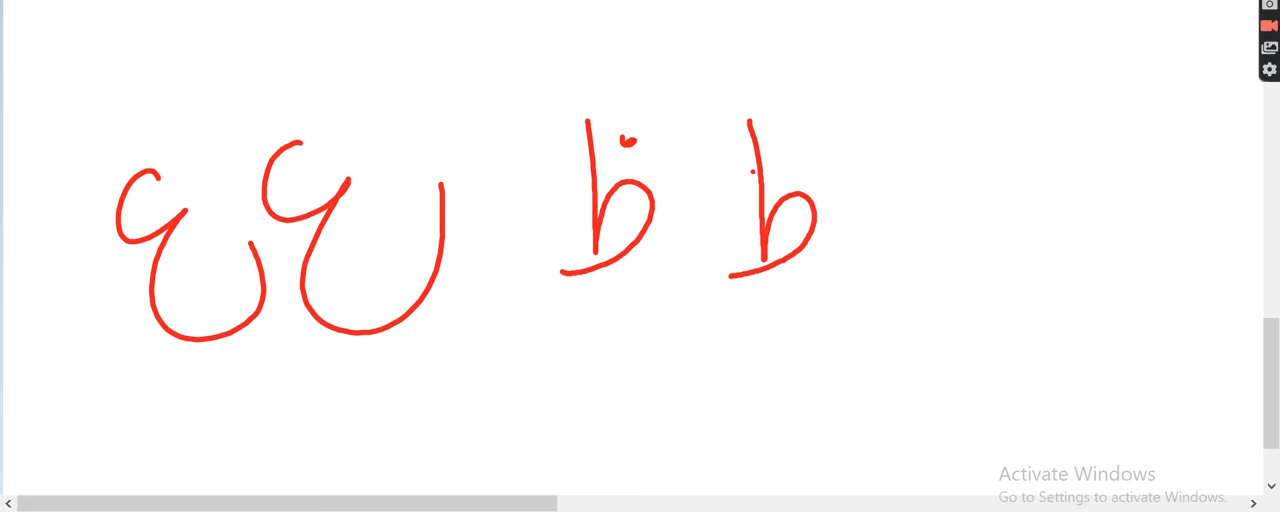 ط ظ ع ع
Activate Windows
Go to Settings to activate Windows.